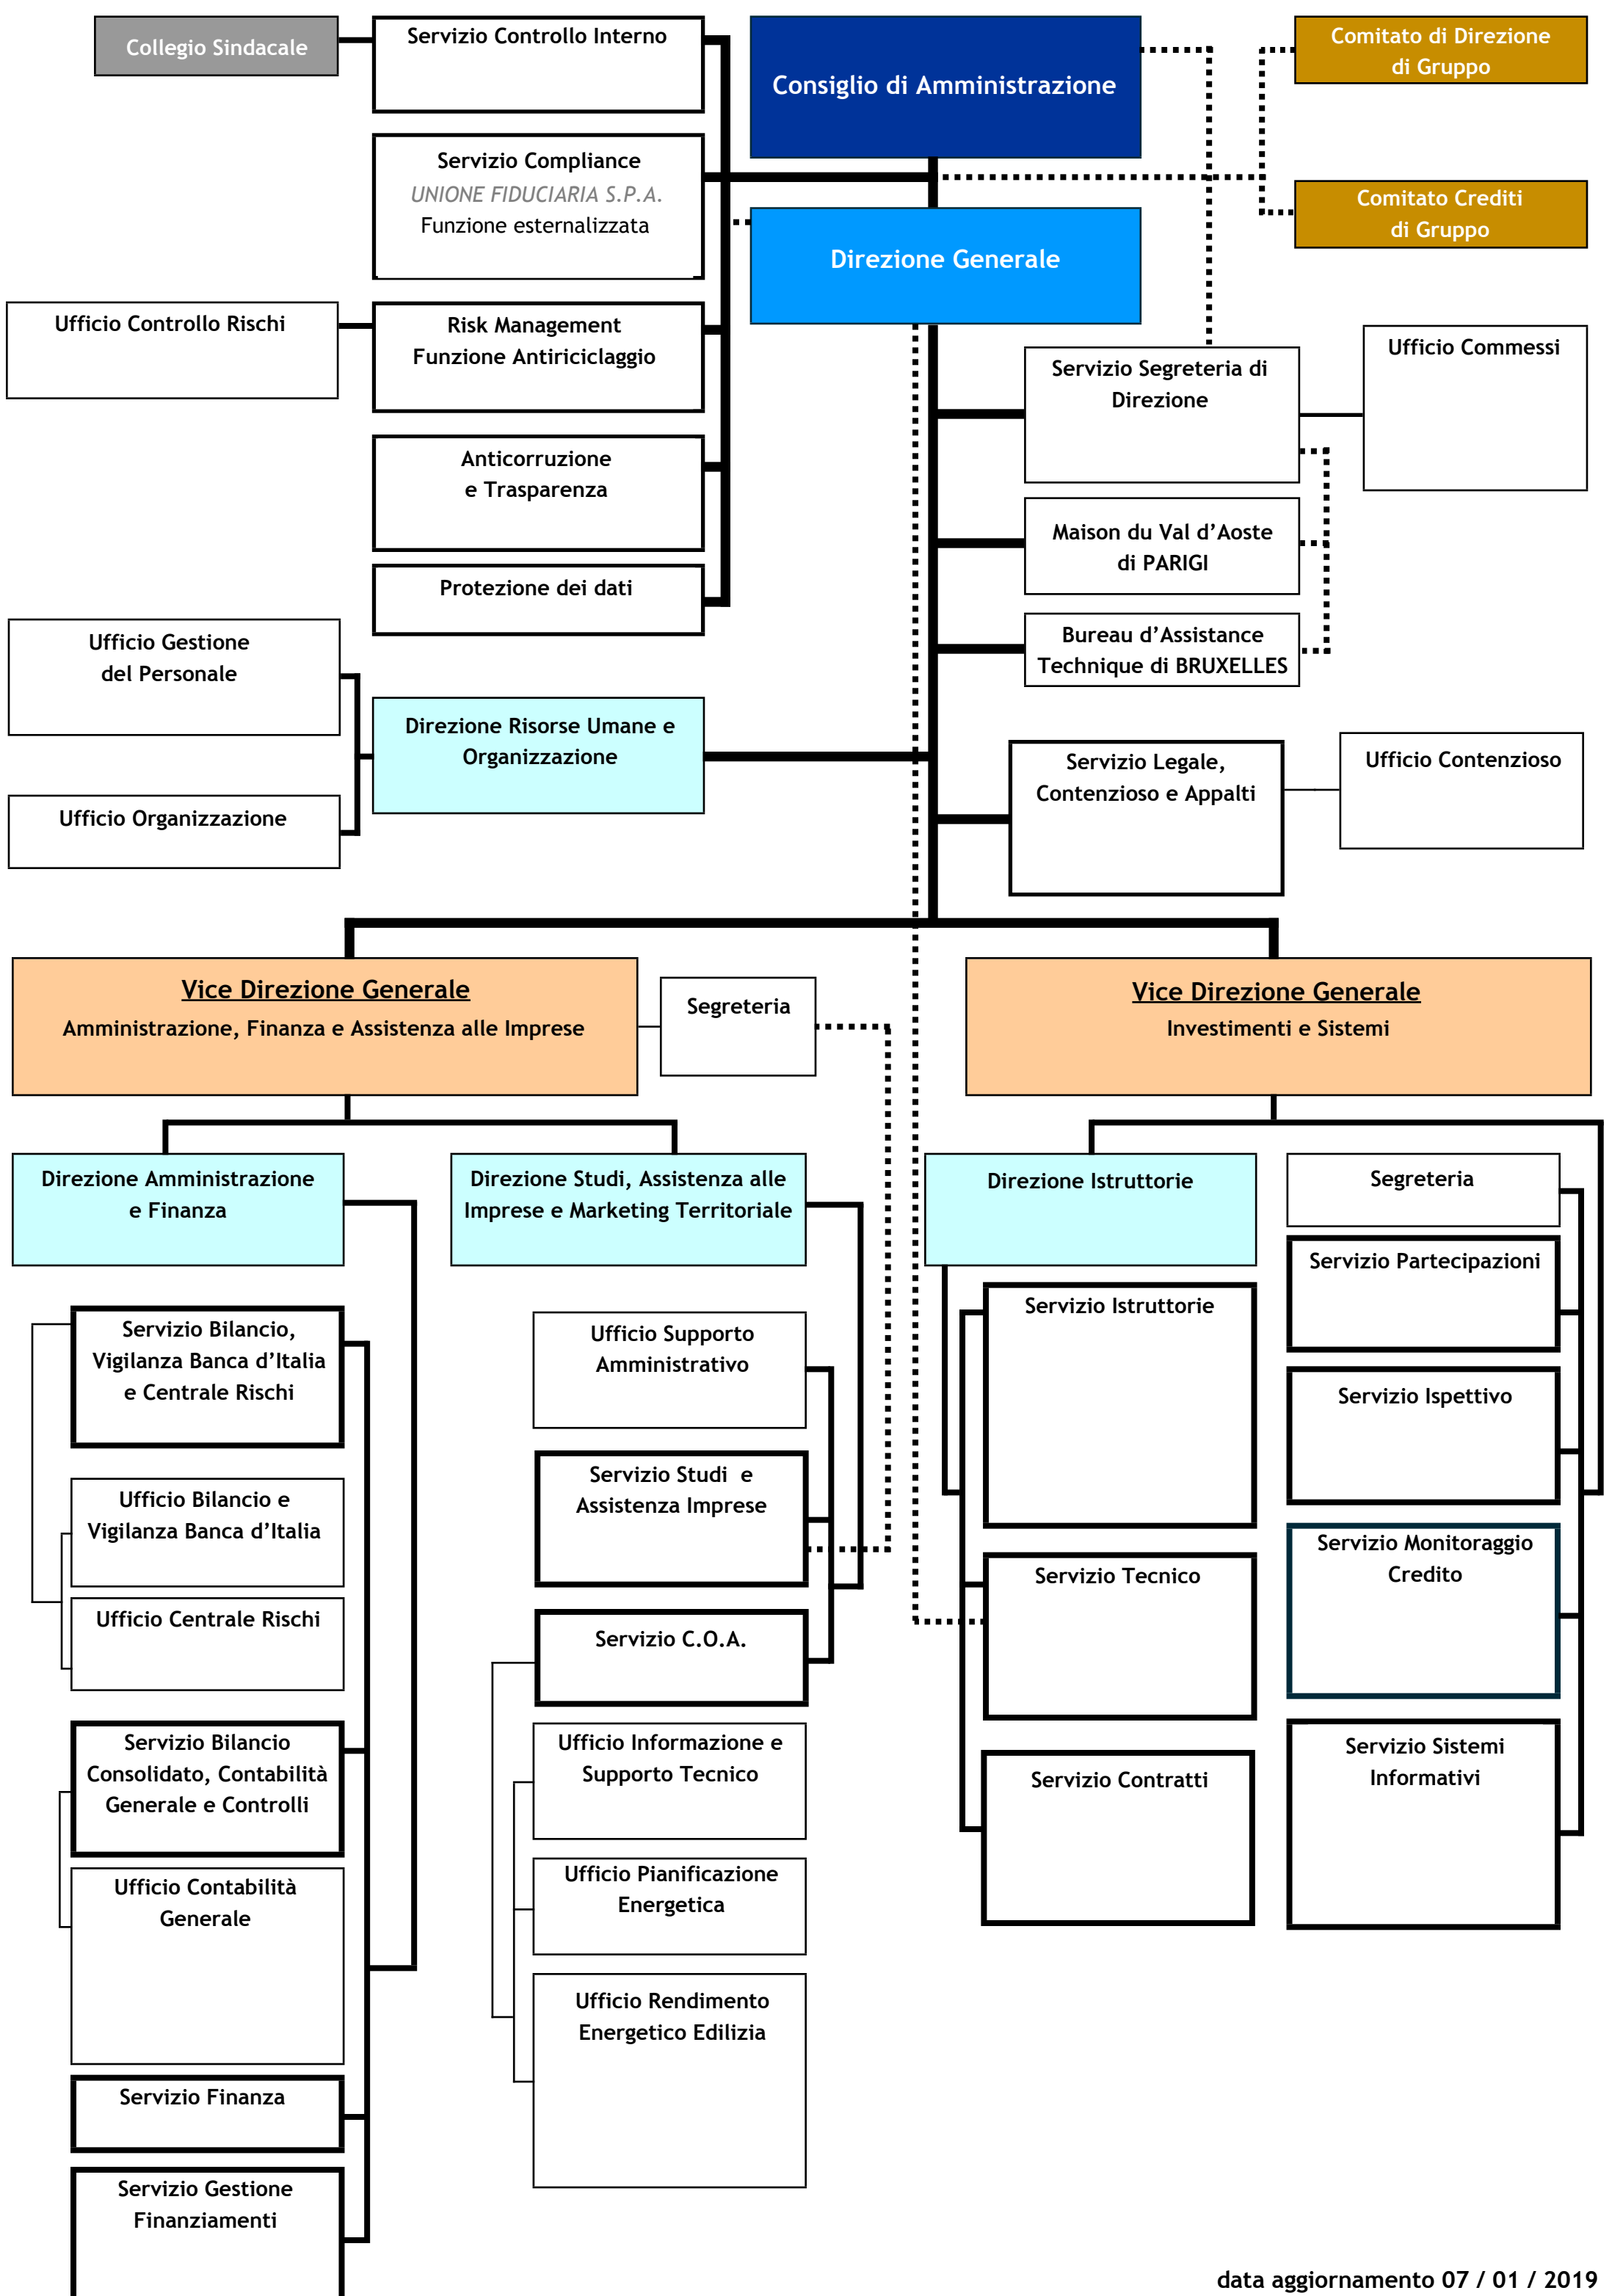 Collegio Sindacale
Servizio Controllo Interno
Consiglio di Amministrazione
Comitato di Direzione
di Gruppo
Servizio Compliance
UNIONE FIDUCIARIA S.P.A.
Funzione esternalizzata
Comitato Crediti
di Gruppo
Direzione Generale
Ufficio Controllo Rischi
Risk Management
Funzione Antiriciclaggio
Servizio Segreteria di
Direzione
Ufficio Commessi
Anticorruzione
e Trasparenza
Maison du Val d’Aoste
di PARIGI
Protezione dei dati
Bureau d’Assistance
Technique di BRUXELLES
Ufficio Gestione
del Personale
Direzione Risorse Umane e
Organizzazione
Ufficio Organizzazione
Servizio Legale,
Contenzioso e Appalti
Ufficio Contenzioso
Vice Direzione Generale
Amministrazione, Finanza e Assistenza alle Imprese
Segreteria
Vice Direzione Generale
Investimenti e Sistemi
Direzione Amministrazione
e Finanza
Direzione Studi, Assistenza alle
Imprese e Marketing Territoriale
Direzione Istruttorie
Segreteria
Servizio Bilancio,
Vigilanza Banca d’Italia
e Centrale Rischi
Ufficio Bilancio e
Vigilanza Banca d’Italia
Ufficio Centrale Rischi
Servizio Bilancio
Consolidato, Contabilità
Generale e Controlli
Ufficio Contabilità
Generale
Servizio Finanza
Servizio Gestione
Finanziamenti
Ufficio Supporto
Amministrativo
Servizio Studi e
Assistenza Imprese
Servizio C.O.A.
Ufficio Informazione e
Supporto Tecnico
Ufficio Pianificazione
Energetica
Ufficio Rendimento
Energetico Edilizia
Servizio Istruttorie
Servizio Tecnico
Servizio Contratti
Servizio Partecipazioni
Servizio Ispettivo
Servizio Monitoraggio
Credito
Servizio Sistemi
Informativi
data aggiornamento 07 / 01 / 2019